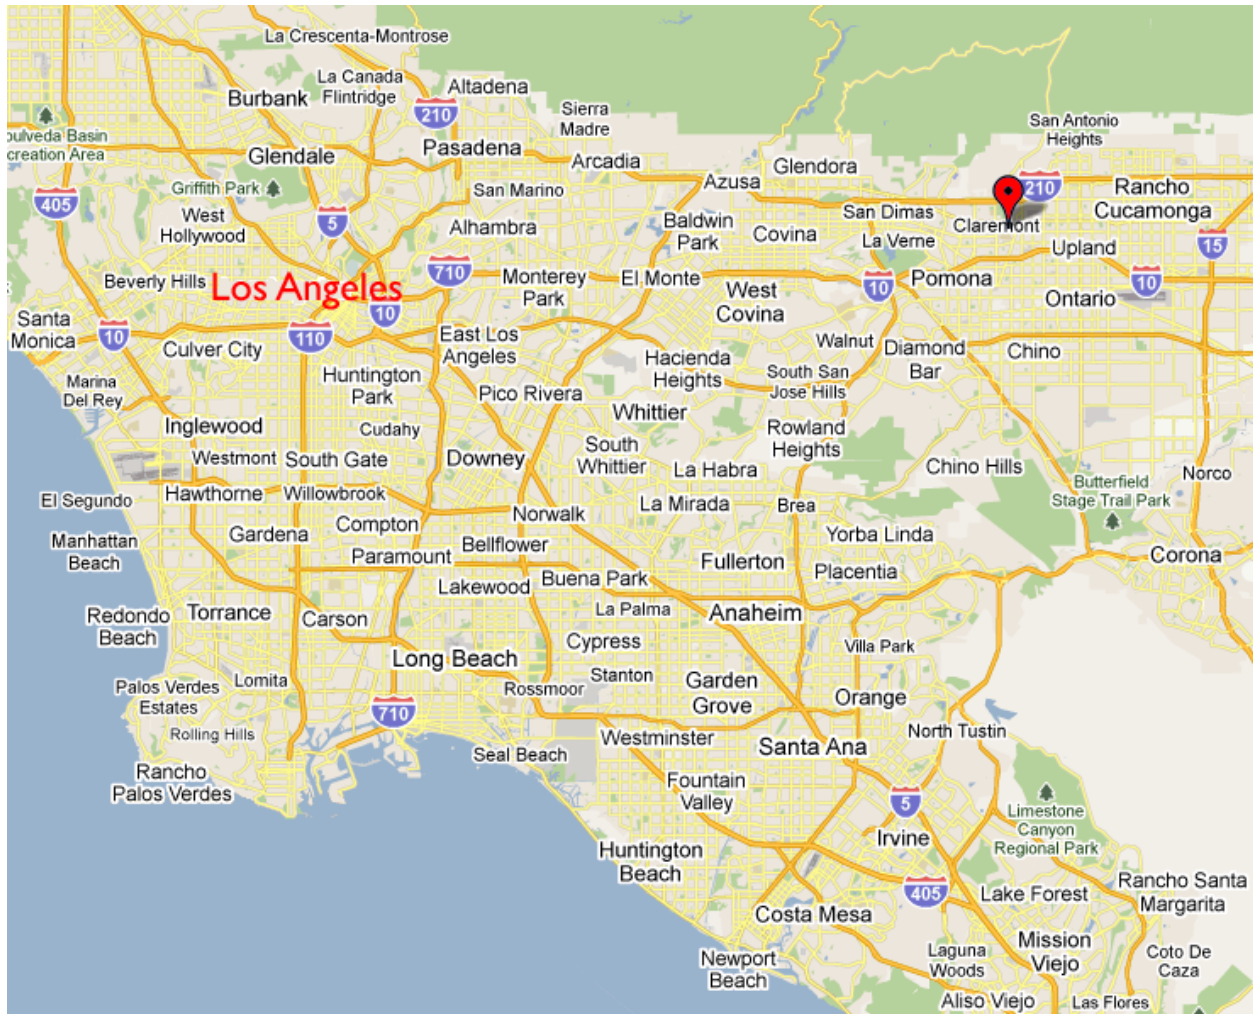 La Crescenta-Montrose
La Canada
Flintridge
Altadena
Burbank
210
Sierra
Madre
San Antonio
Heights
Basin
Glendale
Pasadena
Arcadia
Glendora
Griffith Park
San Marino
Azusa
210
Rancho
Cucamonga
405
West
Hollywood
5
Alhambra
Baldwin
Park
Covina
San Dimas
La Verne
Claremont
Upland
15
Beverly Hills
Los Angeles
710
Monterey
Park
El Monte
West
Covina
10
Pomona
10
Ontario
Santa
Monica
10
Culver City
110
10
East Los
Angeles
Hacienda
Heights
Walnut
Diamond
Bar
Chino
Marina
Del Rey
Huntington
Park
Pico Rivera
South San
Jose Hills
Inglewood
Cudahy
Whittier
Rowland
Heights
Westmont
South Gate
Downey
South
Whittier
La Habra
Chino Hills
Norco
El Segundo
Hawthorne
Willowbrook
La Mirada
Brea
Butterfield
Stage Trail Park
Manhattan
Beach
Gardena
Compton
Norwalk
Yorba Linda
Paramount
Bellflower
Fullerton
Placentia
Corona
Redondo
Beach
Torrance
Carson
Lakewood
Buena Park
La Palma
Anaheim
Long Beach
Cypress
Villa Park
Palos Verdes
Estates
Lomita
Rossmoor
Stanton
Garden
Grove
Orange
Rolling Hills
710
Seal Beach
Westminster
Santa Ana
North Tustin
Rancho
Palos Verdes
Fountain
Valley
5
Limestone
Canyon
Regional Park
Huntington
Beach
Irvine
405
Lake Forest
Rancho Santa
Margarita
Costa Mesa
Newport
Beach
Laguna
Woods
Mission
Viejo
Coto De
Caza
Aliso Viejo
Las Flores